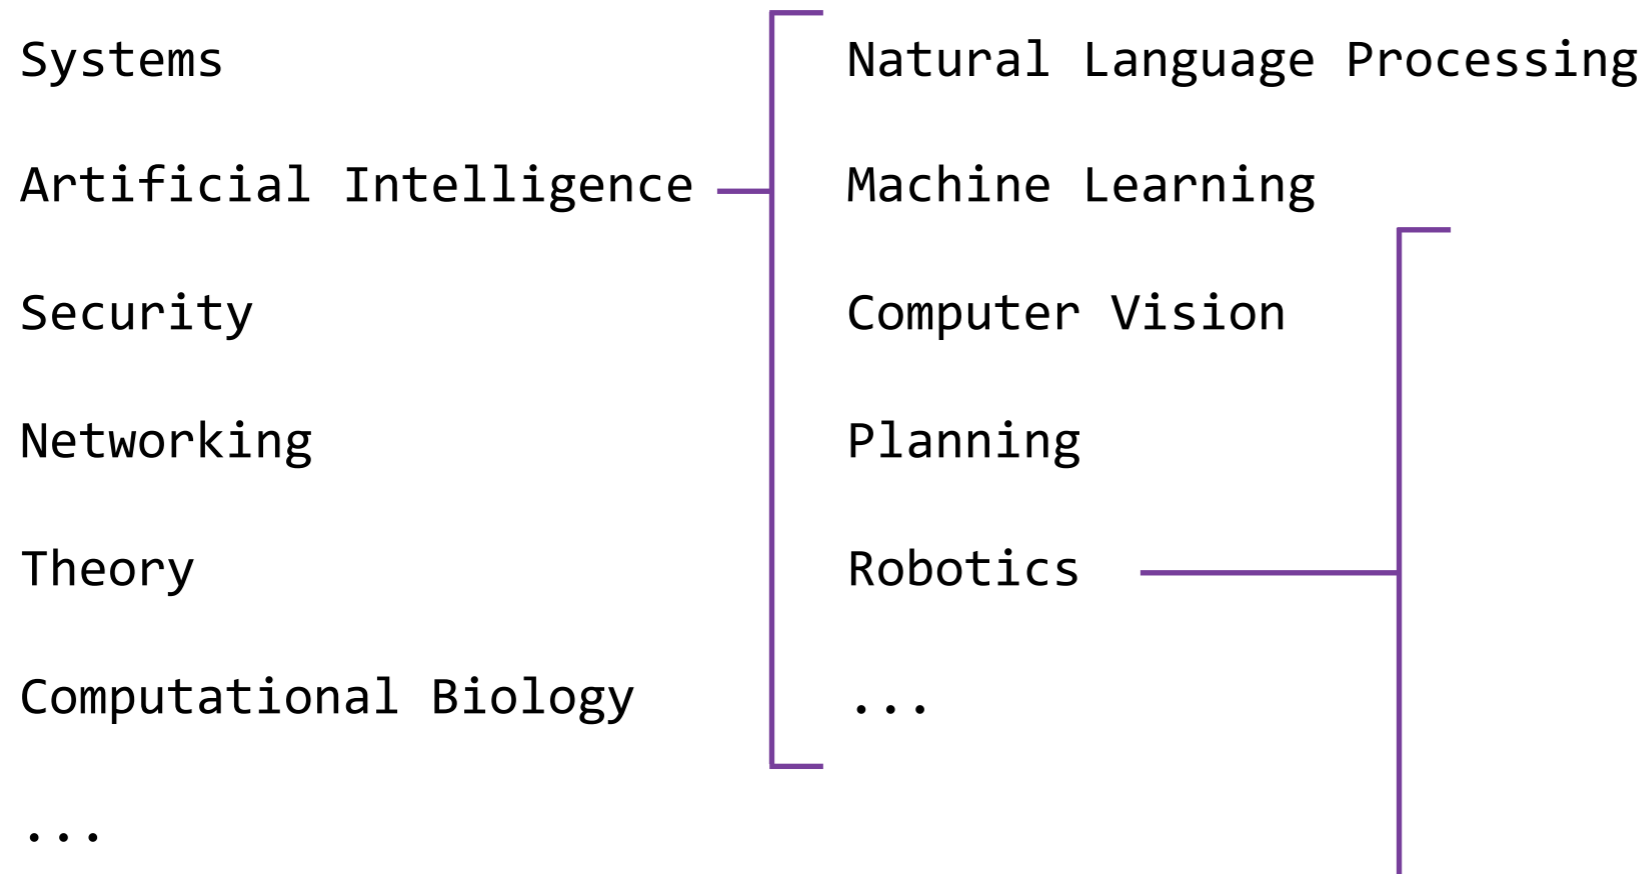 Systems
Artificial Intelligence
Security
Networking
Theory
Computational Biology
...
Natural Language Processing
Machine Learning
Computer Vision
Planning
Robotics
...